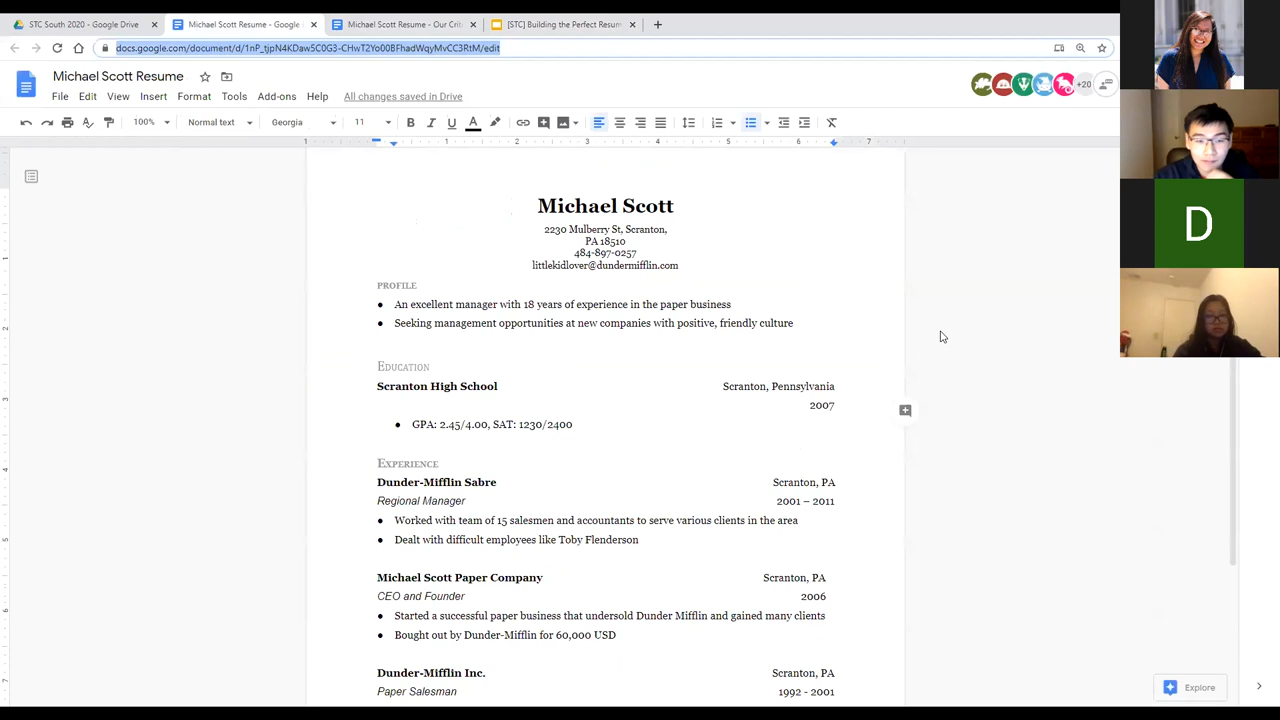 STC South 2020 - Google Drive
Michael Scott Resume - Google
Michael Scott Resume - Our Crit
[STC] Building the Perfect Resum
docs.google.com/document/d/1nP_tjpN4KDaw5C0G3-CHwT2Yo00BFhadWqyMvCC3RtM/edit
Michael Scott Resume
+20
File Edit View Insert Format Tools Add-ons Help All changes saved in Drive
100% Normal text Georgia 11 B I U A
1 1 2 3 4 5 6 7
Michael Scott
2230 Mulberry St, Scranton,
PA 18510
484-897-0257
littlekidlover@dundermifflin.com
PROFILE
● An excellent manager with 18 years of experience in the paper business
● Seeking management opportunities at new companies with positive, friendly culture
EDUCATION
Scranton High School Scranton, Pennsylvania
2007
● GPA: 2.45/4.00, SAT: 1230/2400
EXPERIENCE
Dunder-Mifflin Sabre Scranton, PA
Regional Manager 2001 – 2011
● Worked with team of 15 salesmen and accountants to serve various clients in the area
● Dealt with difficult employees like Toby Flenderson
Michael Scott Paper Company Scranton, PA
CEO and Founder 2006
● Started a successful paper business that undersold Dunder Mifflin and gained many clients
● Bought out by Dunder-Mifflin for 60,000 USD
Dunder-Mifflin Inc. Scranton, PA
Paper Salesman 1992 - 2001
D
Explore